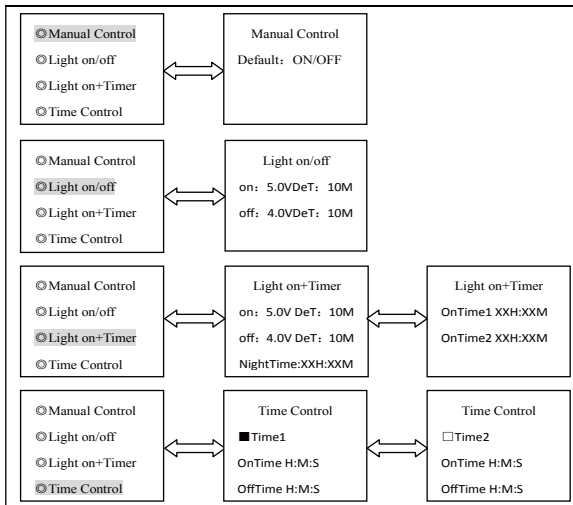 ◎Manual Control
◎Light on/off
◎Light on+Timer
◎Time Control
Manual Control
Default：ON/OFF
◎Manual Control
◎Light on/off
◎Light on+Timer
◎Time Control
Light on/off
on：5.0VDeT：10M
off：4.0VDeT：10M
◎Manual Control
◎Light on/off
◎Light on+Timer
◎Time Control
Light on+Timer
on：5.0V DeT：10M
off：4.0V DeT：10M
NightTime:XXH:XXM
Light on+Timer
OnTime1 XXH:XXM
OnTime2 XXH:XXM
◎Manual Control
◎Light on/off
◎Light on+Timer
◎Time Control
Time Control
■Time1
OnTime H:M:S
OffTime H:M:S
Time Control
□Time2
OnTime H:M:S
OffTime H:M:S